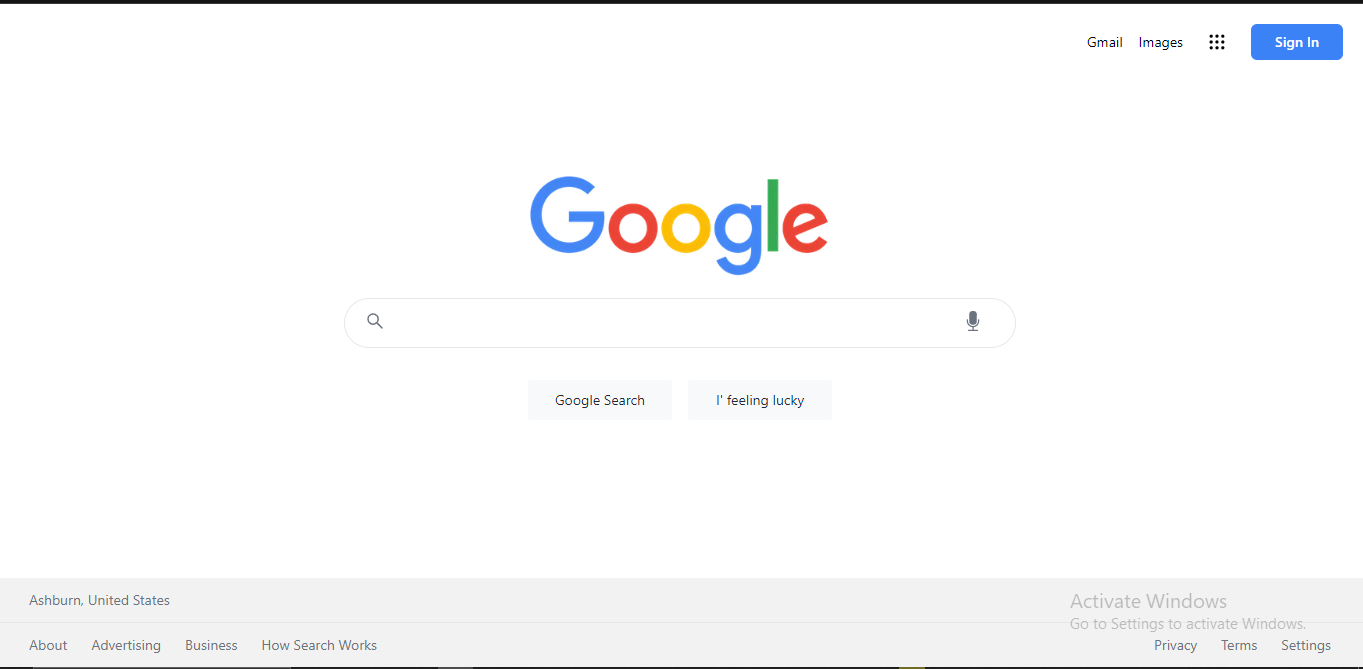 Gmail Images Sign In
Google
Google Search I' feeling lucky
Ashburn, United States
Activate Windows
Go to Settings to activate Windows.
About Advertising Business How Search Works Privacy Terms Settings